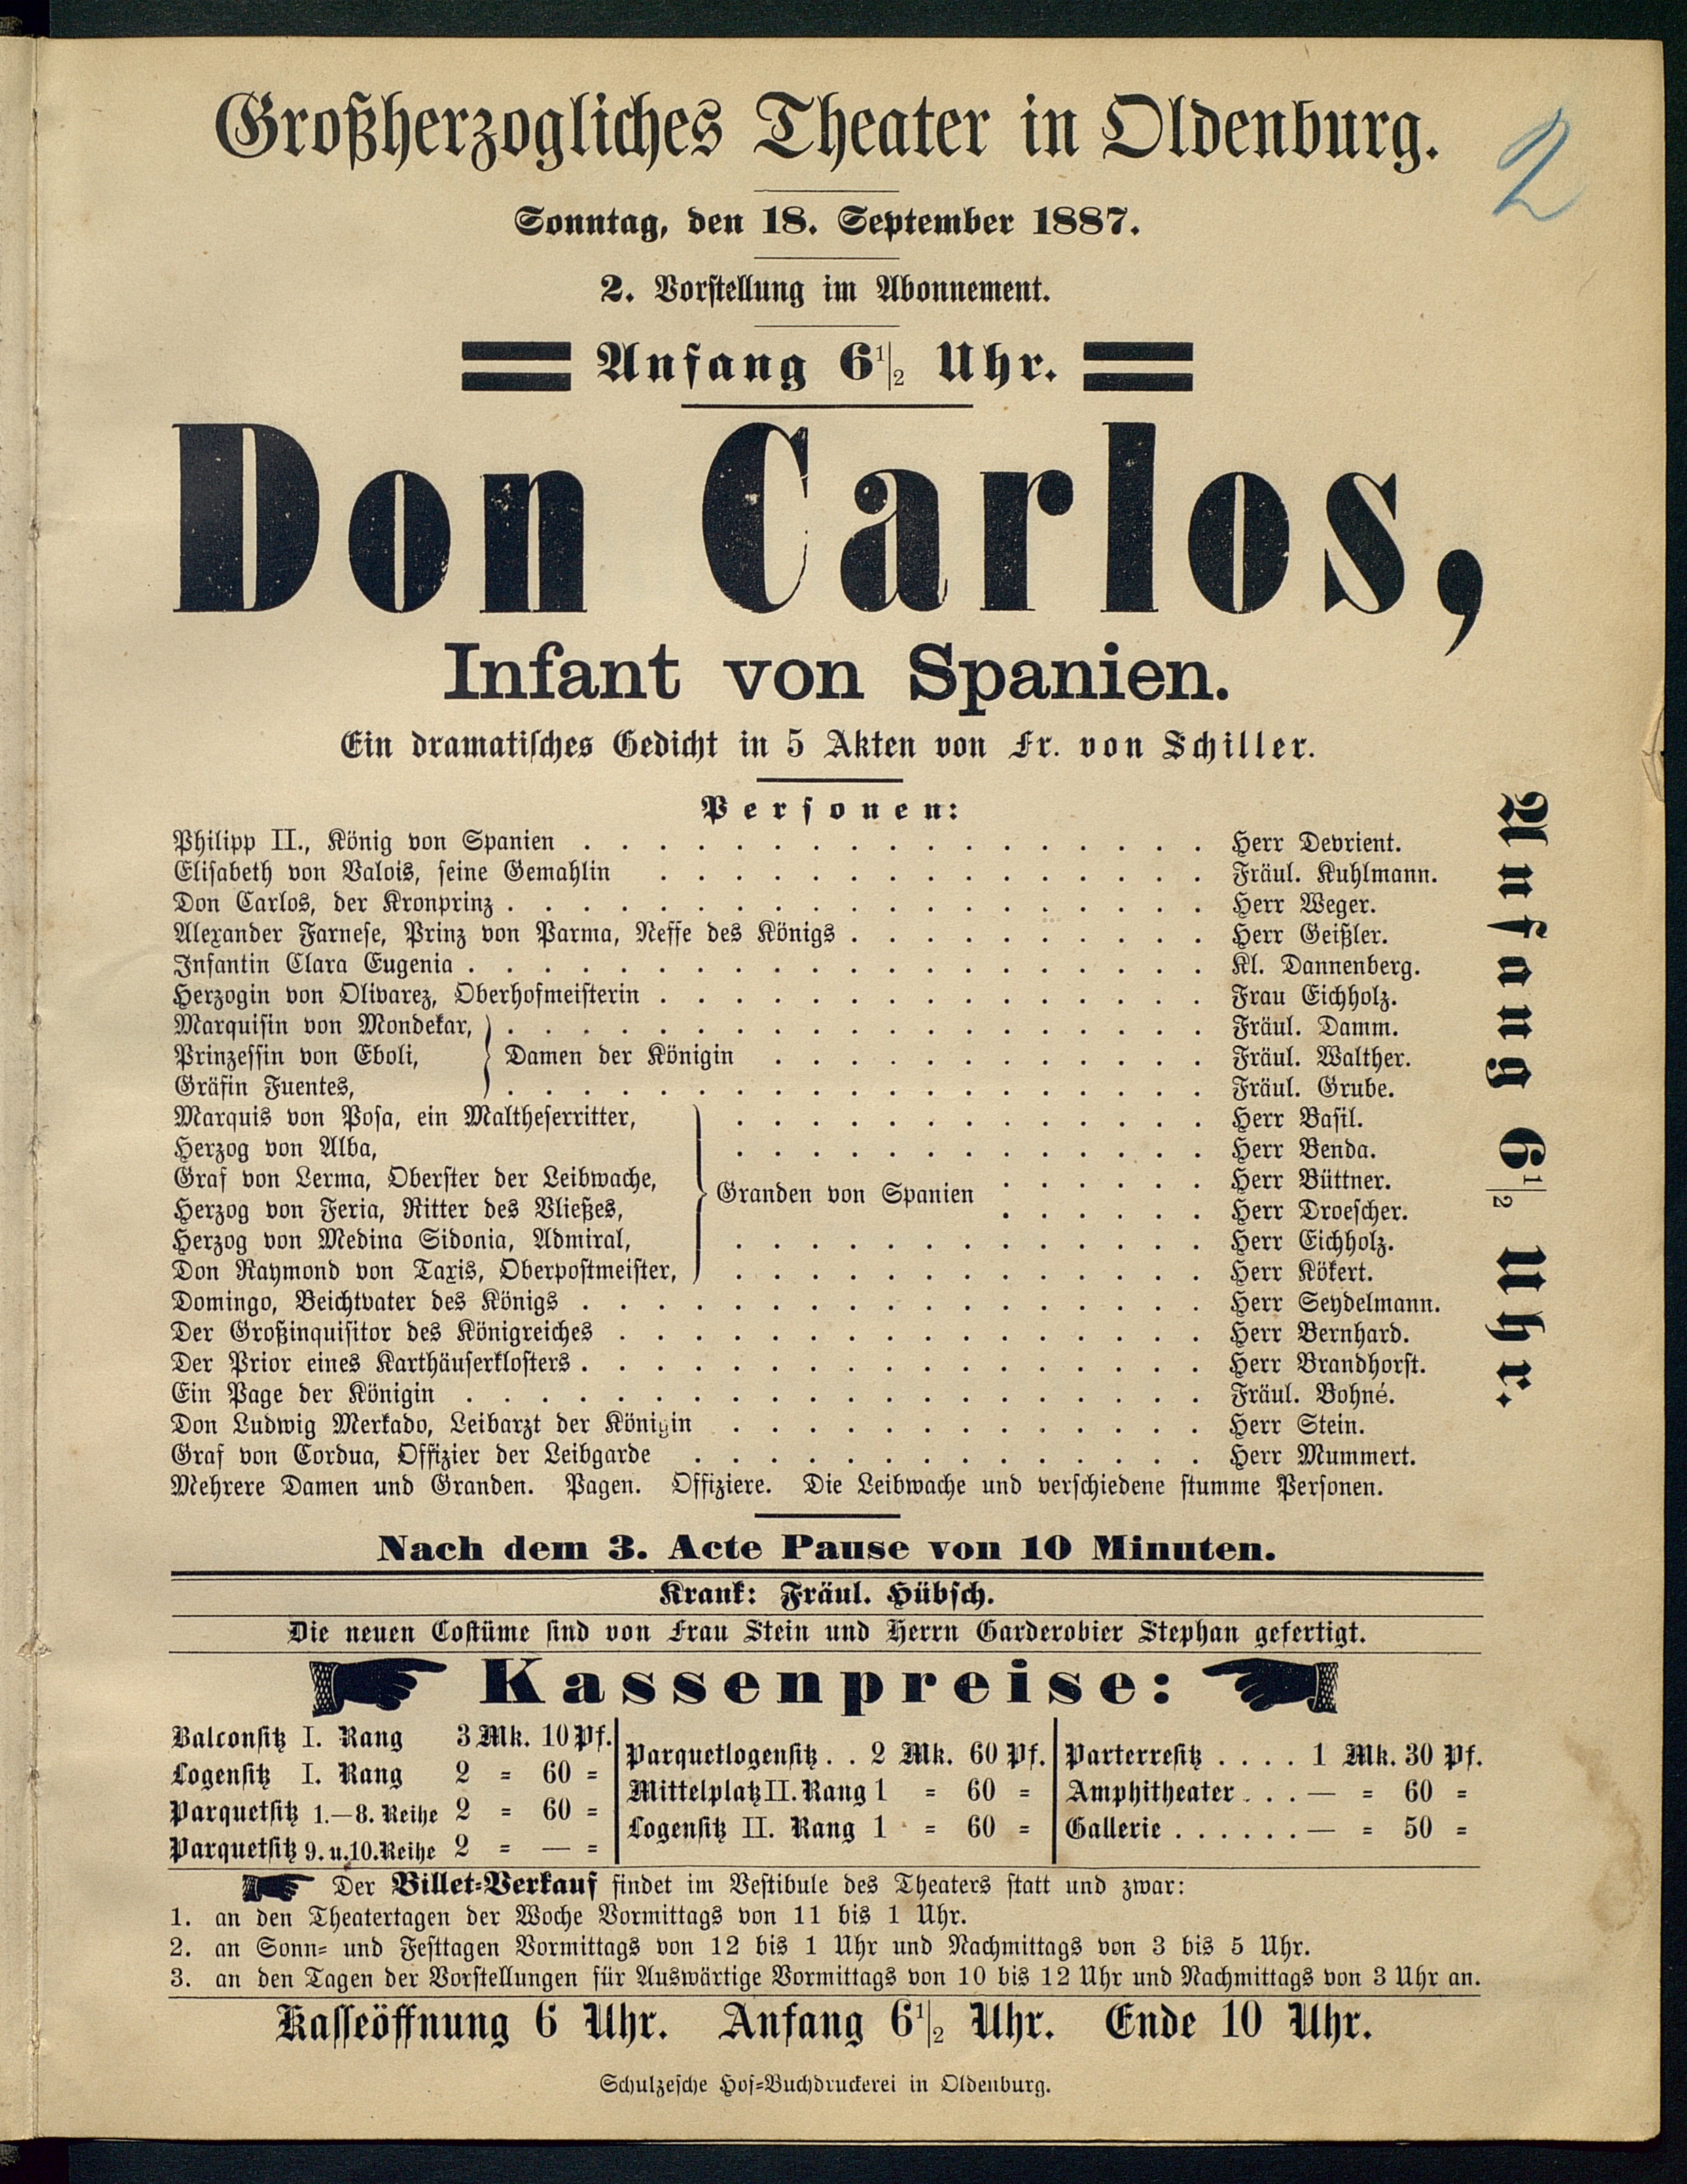 Großherzogliches Theater in Oldenburg.
2
Sonntag, den 18. September 1887.
2. Vorstellung im Abonnement.
Anfang 6 1/2 Uhr.
Don Carlos,
Infant von Spanien.
Ein dramatisches Gedicht in 5 Akten von Fr. von Schiller.
Personen:
Philipp II., König von Spanien . . . . . Herr Devrient.
Elisabeth von Valois, seine Gemahlin . . . . . Fräul. Kuhlmann.
Don Carlos, der Kronprinz . . . . . Herr Weger.
Alexander Farnese, Prinz von Parma, Neffe des Königs . . . . . Herr Geißler.
Infantin Clara Eugenia . . . . . Kl. Dannenberg.
Herzogin von Olivarez, Oberhofmeisterin . . . . . Frau Eichholz.
Marquisin von Mondekar, . . . . . Fräul. Damm.
Prinzessin von Eboli, } Damen der Königin . . . . . Fräul. Walther.
Gräfin Fuentes, . . . . . Fräul. Grube.
Marquis von Posa, ein Maltheserritter, . . . . . Herr Basil.
Herzog von Alba, . . . . . Herr Benda.
Graf von Lerma, Oberster der Leibwache, . . . . . Herr Büttner.
} Granden von Spanien
Herzog von Feria, Ritter des Vließes, . . . . . Herr Droescher.
Herzog von Medina Sidonia, Admiral, . . . . . Herr Eichholz.
Don Raymond von Taxis, Oberpostmeister, . . . . . Herr Kökert.
Domingo, Beichtvater des Königs . . . . . Herr Seydelmann.
Der Großinquisitor des Königreiches . . . . . Herr Bernhard.
Der Prior eines Karthäuserklosters . . . . . Herr Brandhorst.
Ein Page der Königin . . . . . Fräul. Bohné.
Don Ludwig Merkado, Leibarzt der Königin . . . . . Herr Stein.
Graf von Cordua, Offizier der Leibgarde . . . . . Herr Mummert.
Mehrere Damen und Granden. Pagen. Offiziere. Die Leibwache und verschiedene stumme Personen.
Anfang 6 1/2 Uhr.
Nach dem 3. Acte Pause von 10 Minuten.
Krank: Fräul. Hübsch.
Die neuen Costüme sind von Frau Stein und Herrn Garderobier Stephan gefertigt.
Kassenpreise:
Balconsitz I. Rang 3 Mk. 10 Pf.
Logensitz I. Rang 2 = 60 =
Parquetsitz 1.—8. Reihe 2 = 60 =
Parquetsitz 9. u. 10. Reihe 2 = — =
Parquetlogensitz . . 2 Mk. 60 Pf.
Mittelplatz II. Rang 1 = 60 =
Logensitz II. Rang 1 = 60 =
Parterresitz . . . . 1 Mk. 30 Pf.
Amphitheater . . . — = 60 =
Gallerie . . . . . . — = 50 =
Der Billet=Verkauf findet im Vestibule des Theaters statt und zwar:
1. an den Theatertagen der Woche Vormittags von 11 bis 1 Uhr.
2. an Sonn= und Festtagen Vormittags von 12 bis 1 Uhr und Nachmittags von 3 bis 5 Uhr.
3. an den Tagen der Vorstellungen für Auswärtige Vormittags von 10 bis 12 Uhr und Nachmittags von 3 Uhr an.
Kasseöffnung 6 Uhr. Anfang 6 1/2 Uhr. Ende 10 Uhr.
Schulzesche Hof=Buchdruckerei in Oldenburg.